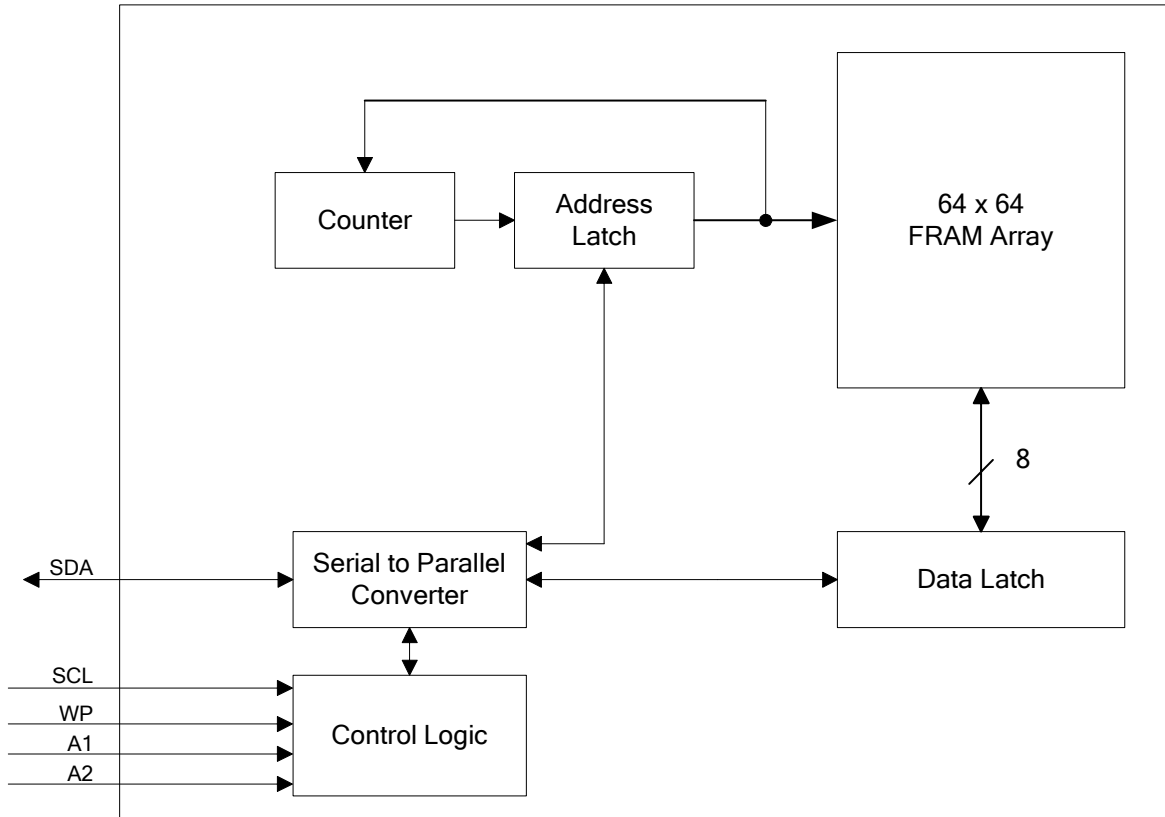 Counter
Address
Latch
64 x 64
FRAM Array
8
SDA
Serial to Parallel
Converter
Data Latch
SCL
WP
A1
A2
Control Logic